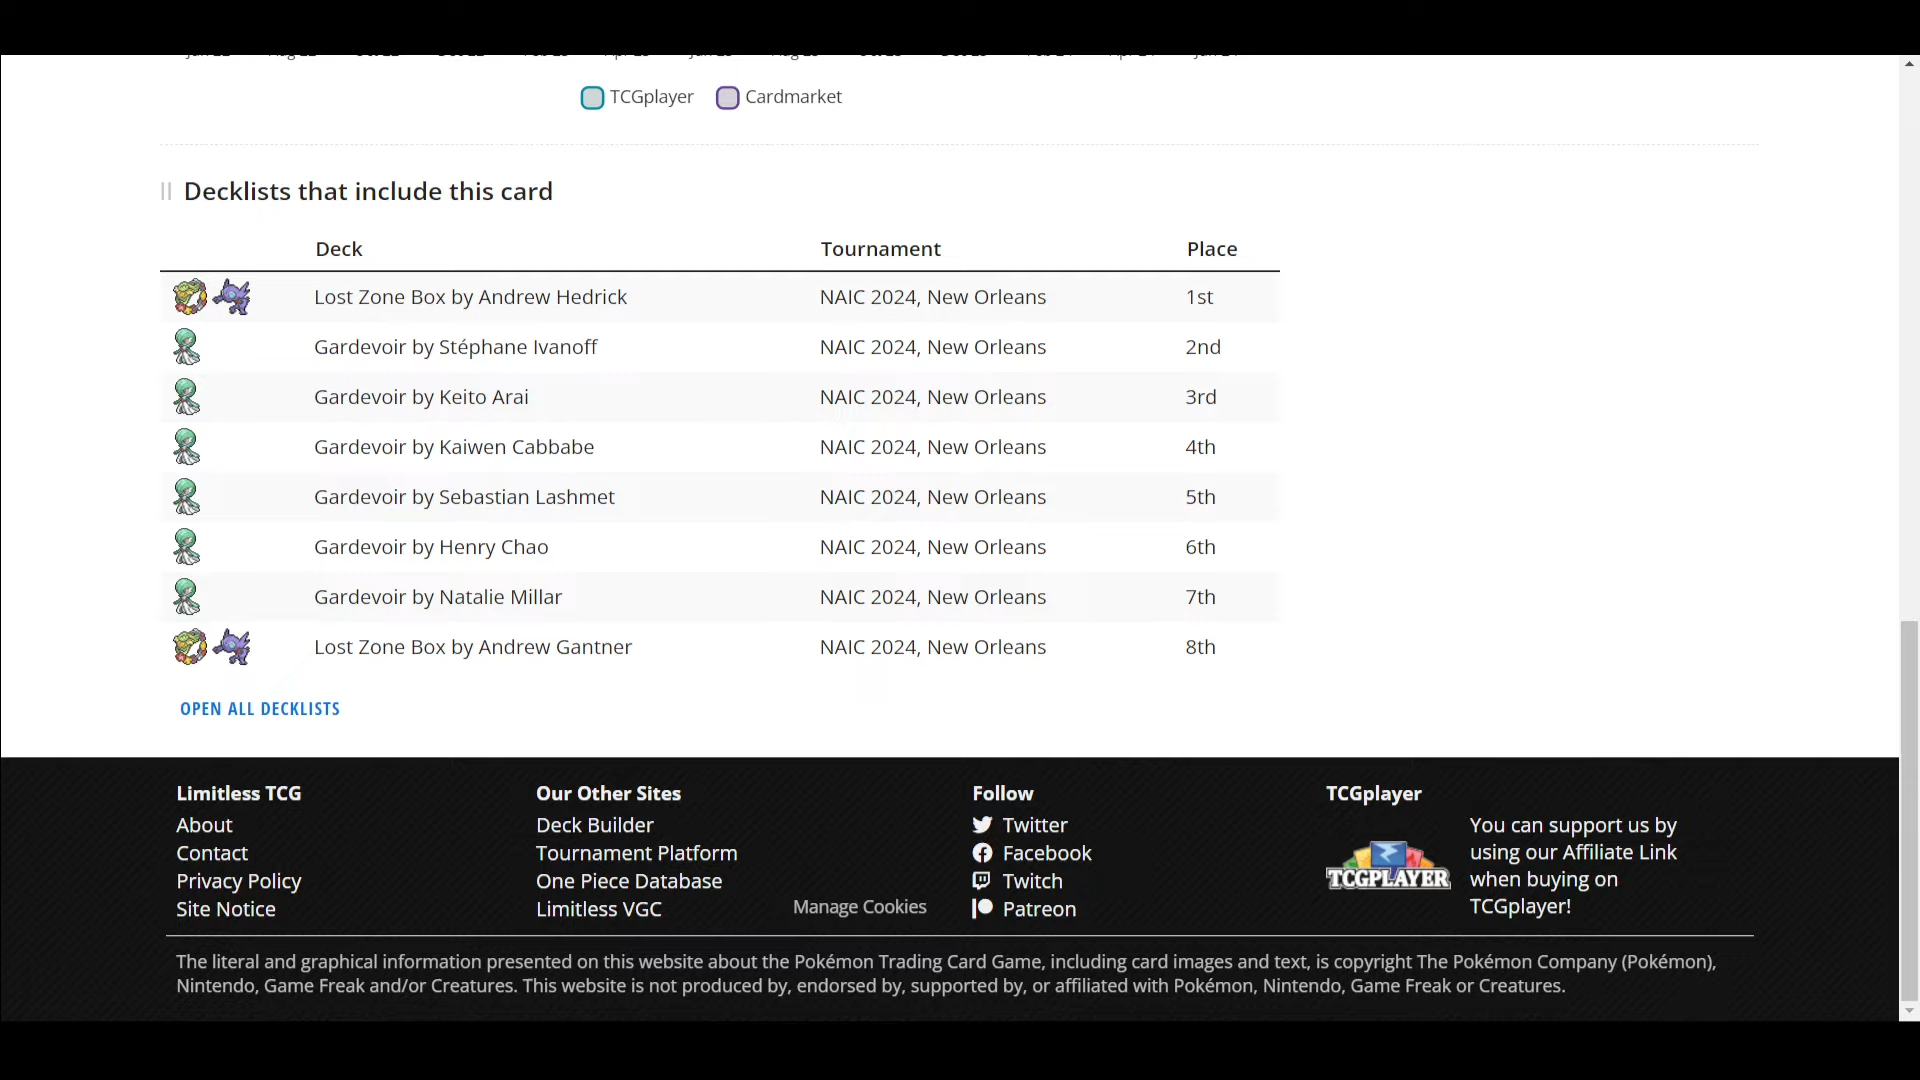 TCGplayer Cardmarket
Decklists that include this card
Deck Tournament Place
Lost Zone Box by Andrew Hedrick NAIC 2024, New Orleans 1st
Gardevoir by Stéphane Ivanoff NAIC 2024, New Orleans 2nd
Gardevoir by Keito Arai NAIC 2024, New Orleans 3rd
Gardevoir by Kaiwen Cabbabe NAIC 2024, New Orleans 4th
Gardevoir by Sebastian Lashmet NAIC 2024, New Orleans 5th
Gardevoir by Henry Chao NAIC 2024, New Orleans 6th
Gardevoir by Natalie Millar NAIC 2024, New Orleans 7th
Lost Zone Box by Andrew Gantner NAIC 2024, New Orleans 8th
OPEN ALL DECKLISTS
Limitless TCG
About
Contact
Privacy Policy
Site Notice
Our Other Sites
Deck Builder
Tournament Platform
One Piece Database
Limitless VGC
Manage Cookies
Follow
Twitter
Facebook
Twitch
Patreon
TCGplayer
TCGPLAYER
You can support us by
using our Affiliate Link
when buying on
TCGplayer!
The literal and graphical information presented on this website about the Pokémon Trading Card Game, including card images and text, is copyright The Pokémon Company (Pokémon),
Nintendo, Game Freak and/or Creatures. This website is not produced by, endorsed by, supported by, or affiliated with Pokémon, Nintendo, Game Freak or Creatures.